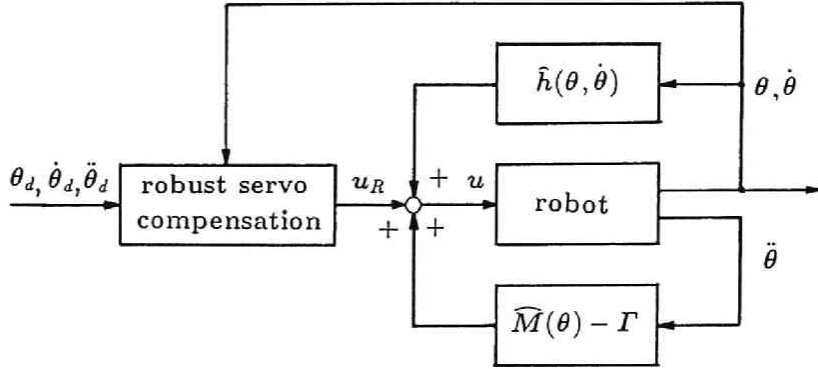 ĥ(θ, θ̇)
θ, θ̇
θ_d, θ̇_d, θ̈_d
robust servo
compensation
u_R
+
u
robot
+
+
θ̈
M̂(θ) − Γ